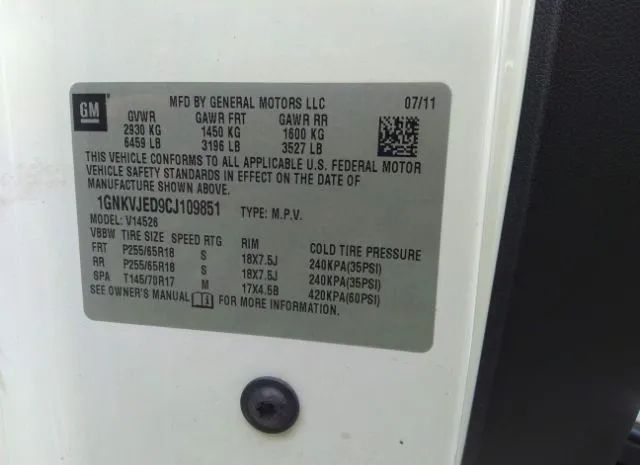 GM
MFD BY GENERAL MOTORS LLC 07/11
GVWR GAWR FRT GAWR RR
2930 KG 1450 KG 1600 KG
6459 LB 3196 LB 3527 LB
THIS VEHICLE CONFORMS TO ALL APPLICABLE U.S. FEDERAL MOTOR
VEHICLE SAFETY STANDARDS IN EFFECT ON THE DATE OF
MANUFACTURE SHOWN ABOVE.
1GNKVJED9CJ109851 TYPE: M.P.V.
MODEL: V14526
VBBW TIRE SIZE SPEED RTG RIM COLD TIRE PRESSURE
FRT P255/65R18 S 18X7.5J 240KPA(35PSI)
RR P255/65R18 S 18X7.5J 240KPA(35PSI)
SPA T145/70R17 M 17X4.5B 420KPA(60PSI)
SEE OWNER'S MANUAL FOR MORE INFORMATION.